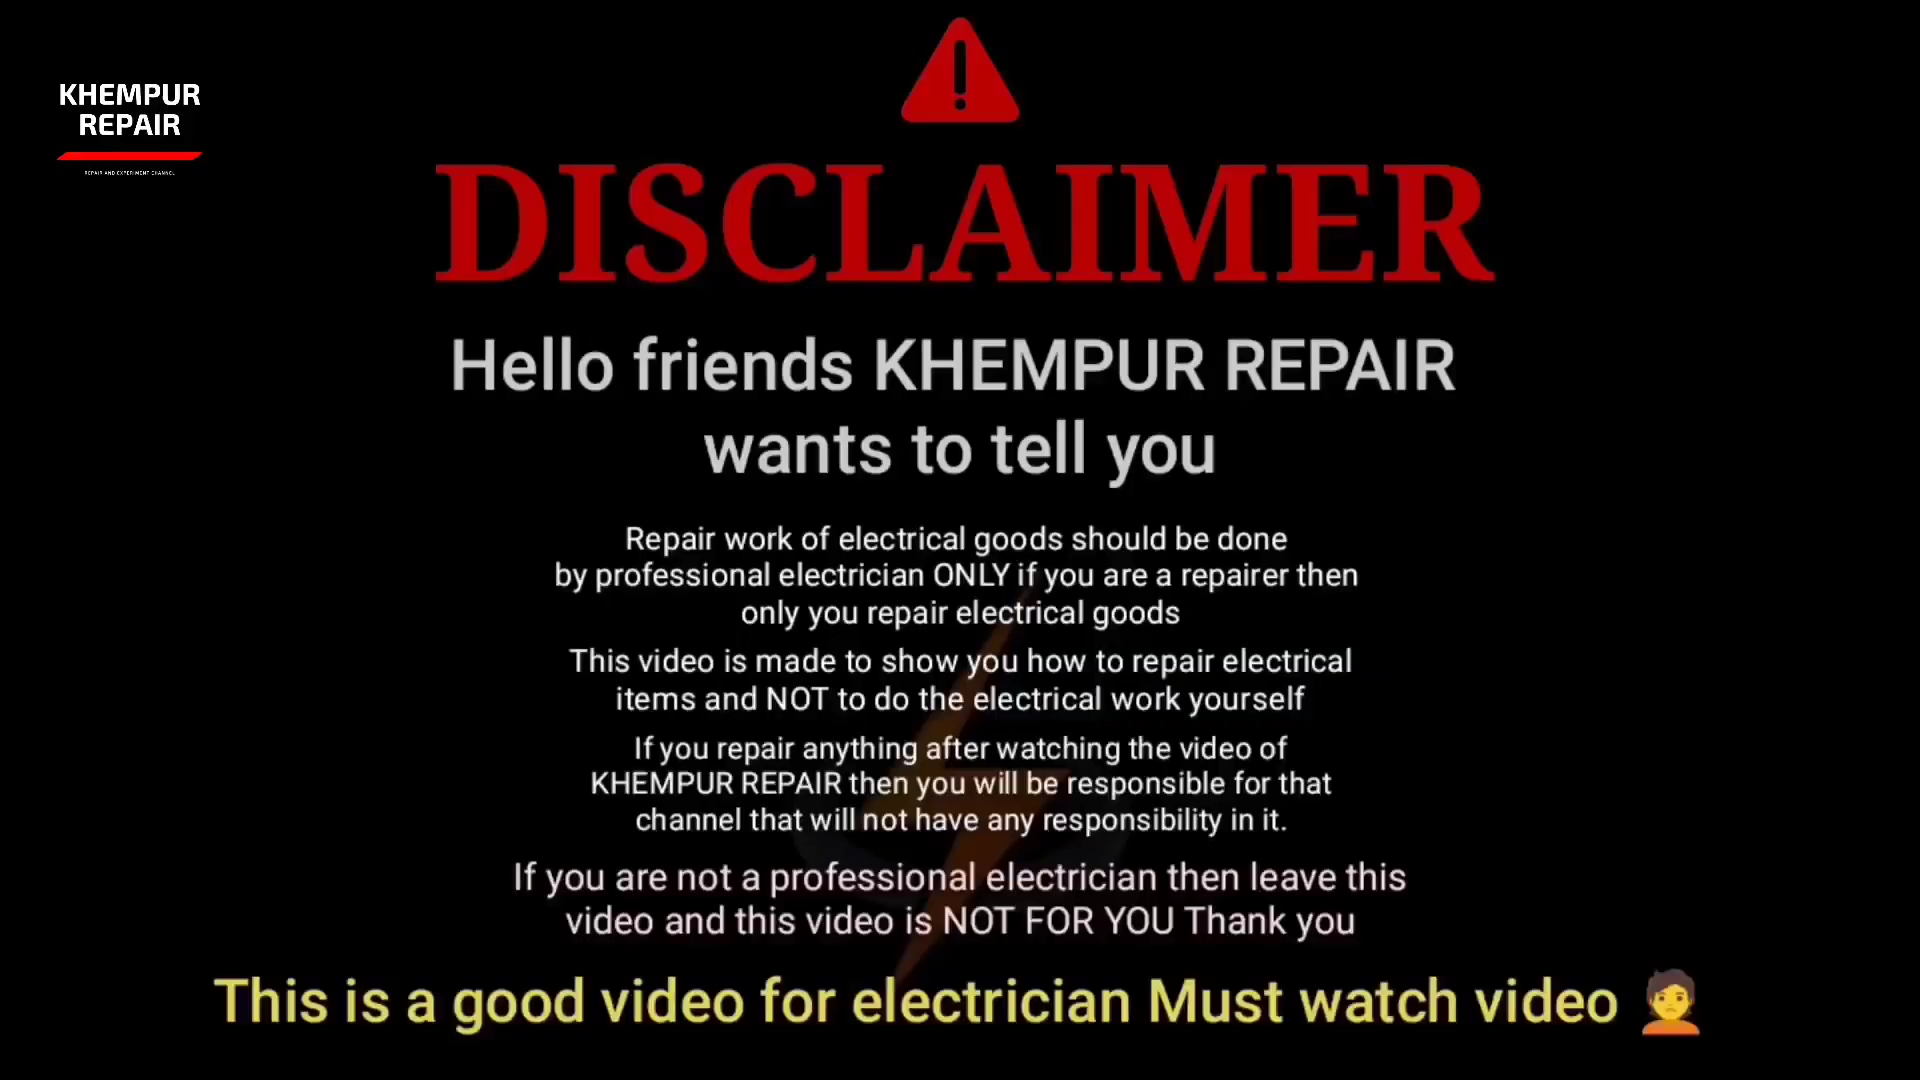 KHEMPUR
REPAIR
REPAIR AND EXPERIMENT CHANNEL
DISCLAIMER
Hello friends KHEMPUR REPAIR
wants to tell you
Repair work of electrical goods should be done
by professional electrician ONLY if you are a repairer then
only you repair electrical goods
This video is made to show you how to repair electrical
items and NOT to do the electrical work yourself
If you repair anything after watching the video of
KHEMPUR REPAIR then you will be responsible for that
channel that will not have any responsibility in it.
If you are not a professional electrician then leave this
video and this video is NOT FOR YOU Thank you
This is a good video for electrician Must watch video